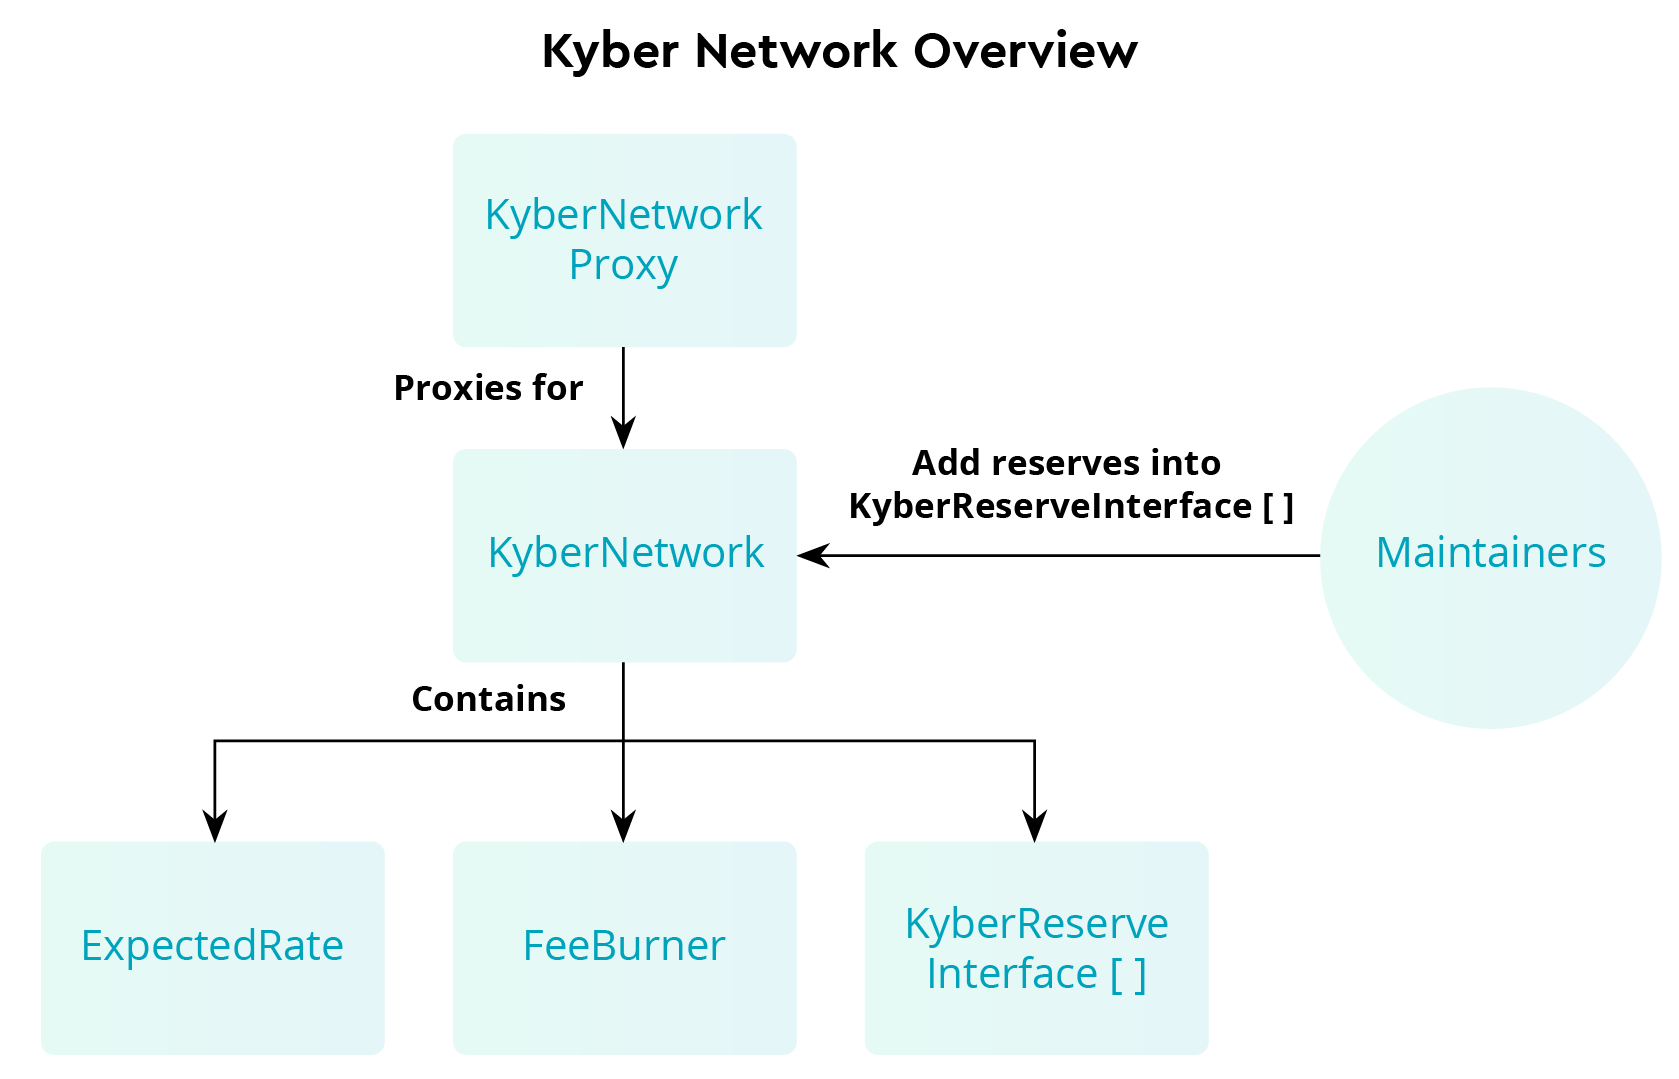 Kyber Network Overview
KyberNetwork
Proxy
Proxies for
Add reserves into
KyberReserveInterface [ ]
KyberNetwork
Maintainers
Contains
ExpectedRate
FeeBurner
KyberReserve
Interface [ ]